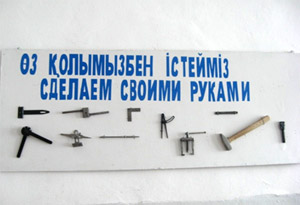 ӨЗ ҚОЛЫМЫЗБЕН ІСТЕЙМІЗ
СДЕЛАЕМ СВОИМИ РУКАМИ